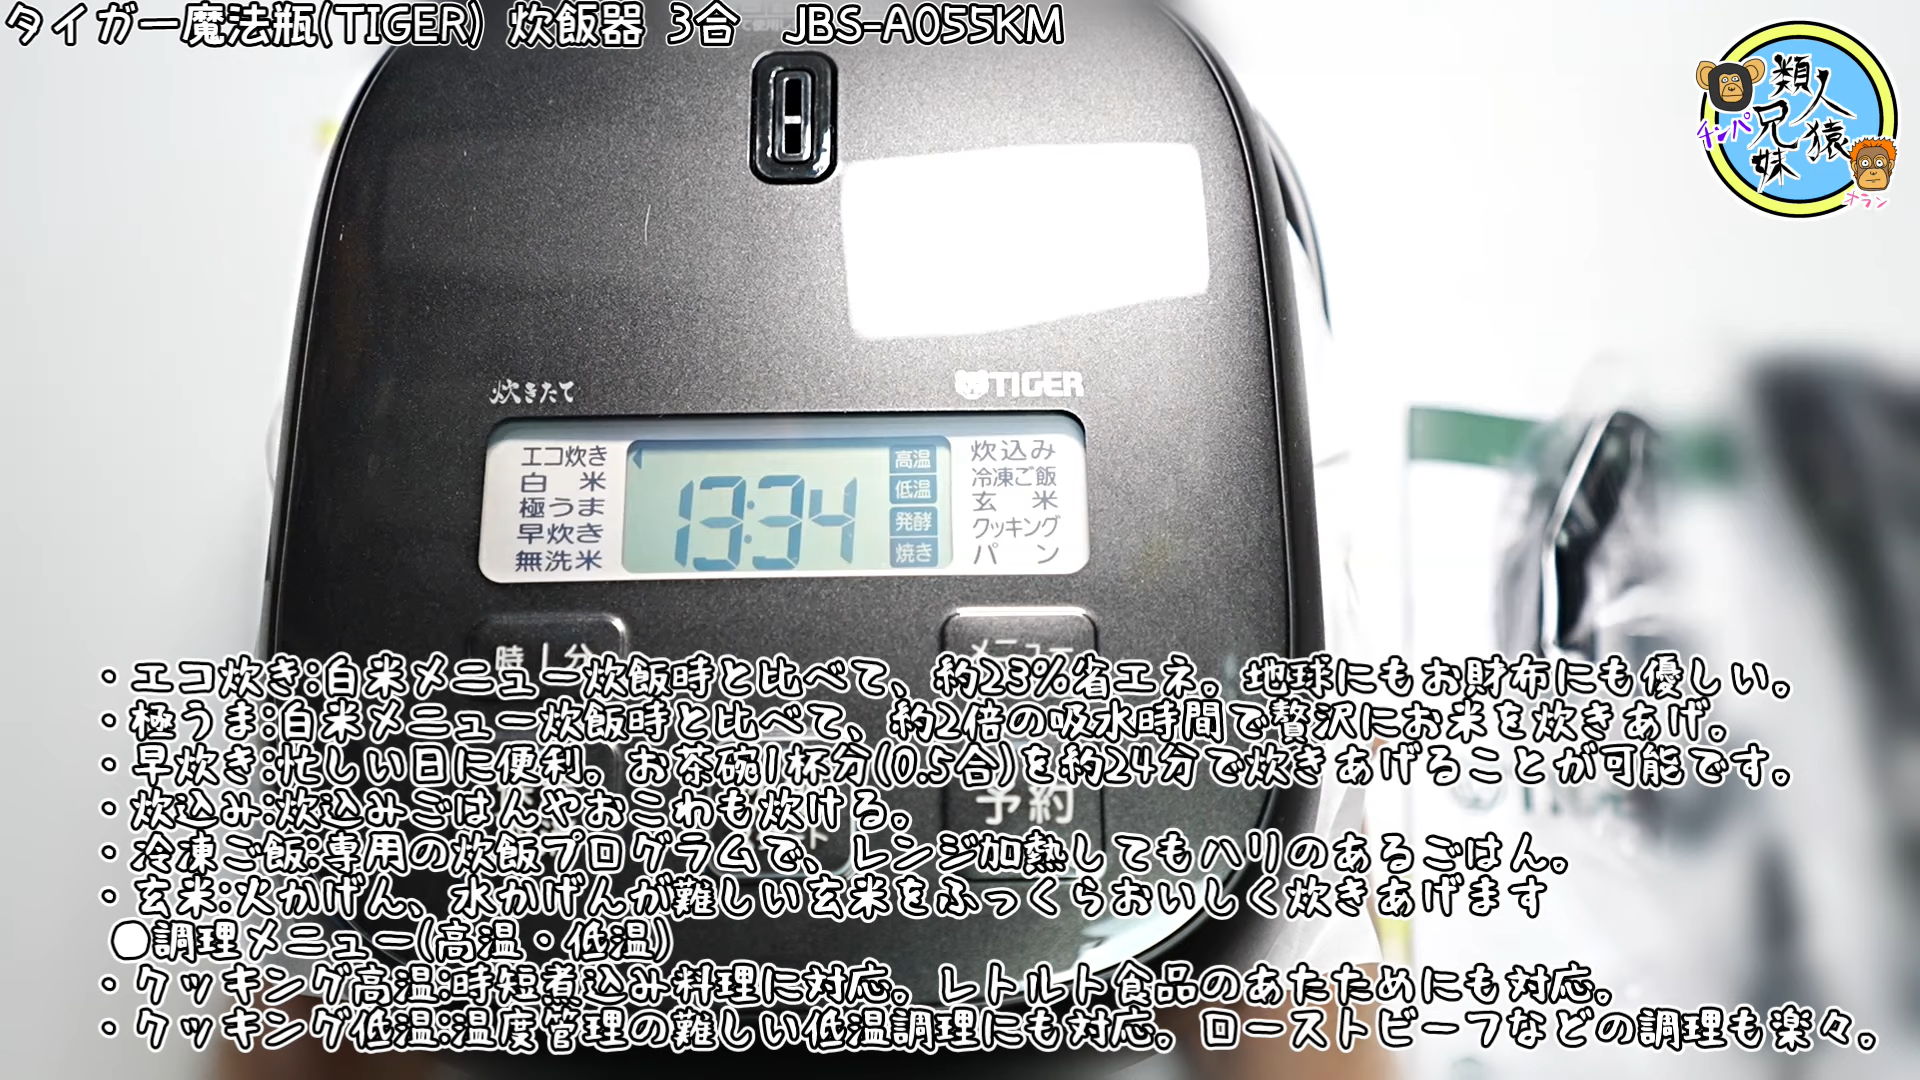 タイガー魔法瓶(TIGER) 炊飯器 3合 JBS-A055KM
類人猿
兄妹
チンパ
オラン
炊きたて
TIGER
エコ炊き
白米
極うま
早炊き
無洗米
13:34
高温
低温
発酵
焼き
炊込み
冷凍ご飯
玄米
クッキング
パン
時 分
メニュー
・エコ炊き:白米メニュー炊飯時と比べて、約23%省エネ。地球にもお財布にも優しい。
・極うま:白米メニュー炊飯時と比べて、約2倍の吸水時間で贅沢にお米を炊きあげ。
・早炊き:忙しい日に便利。お茶碗1杯分(0.5合)を約24分で炊きあげることが可能です。
予約
・炊込み:炊込みごはんやおこわも炊ける。
・冷凍ご飯:専用の炊飯プログラムで、レンジ加熱してもハリのあるごはん。
・玄米:火かげん、水かげんが難しい玄米をふっくらおいしく炊きあげます
●調理メニュー(高温・低温)
・クッキング高温:時短煮込み料理に対応。レトルト食品のあたためにも対応。
・クッキング低温:温度管理の難しい低温調理にも対応。ローストビーフなどの調理も楽々。